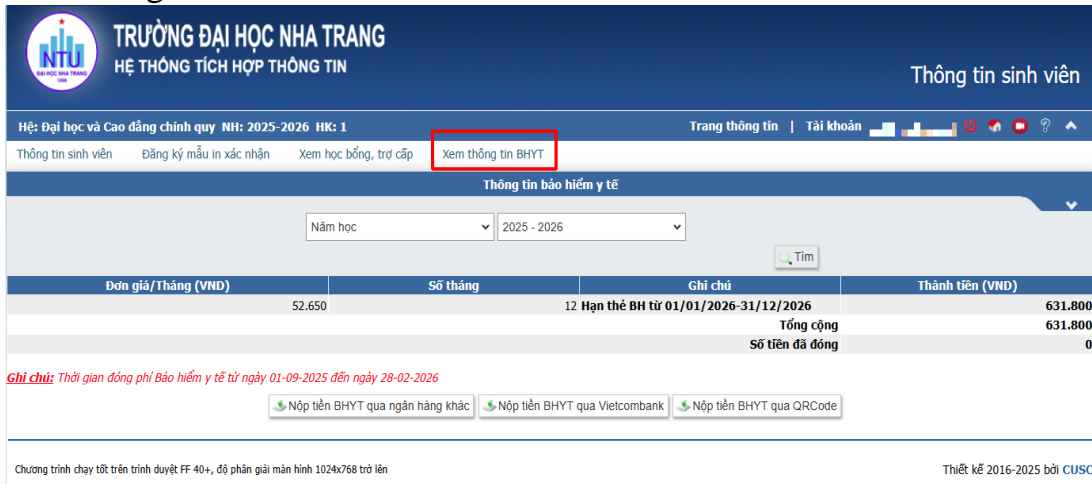 TRƯỜNG ĐẠI HỌC NHA TRANG
HỆ THỐNG TÍCH HỢP THÔNG TIN
NTU
ĐẠI HỌC NHA TRANG
Thông tin sinh viên
Hệ: Đại học và Cao đẳng chính quy NH: 2025-2026 HK: 1 Trang thông tin | Tài khoản
Thông tin sinh viên Đăng ký mẫu in xác nhận Xem học bổng, trợ cấp Xem thông tin BHYT
Thông tin bảo hiểm y tế
Năm học 2025 - 2026
Tìm
Đơn giá/Tháng (VND) Số tháng Ghi chú Thành tiền (VND)
52.650 12 Hạn thẻ BH từ 01/01/2026-31/12/2026 631.800
Tổng cộng 631.800
Số tiền đã đóng 0
Ghi chú: Thời gian đóng phí Bảo hiểm y tế từ ngày 01-09-2025 đến ngày 28-02-2026
Nộp tiền BHYT qua ngân hàng khác Nộp tiền BHYT qua Vietcombank Nộp tiền BHYT qua QRCode
Chương trình chạy tốt trên trình duyệt FF 40+, độ phân giải màn hình 1024x768 trở lên Thiết kế 2016-2025 bởi CUSC